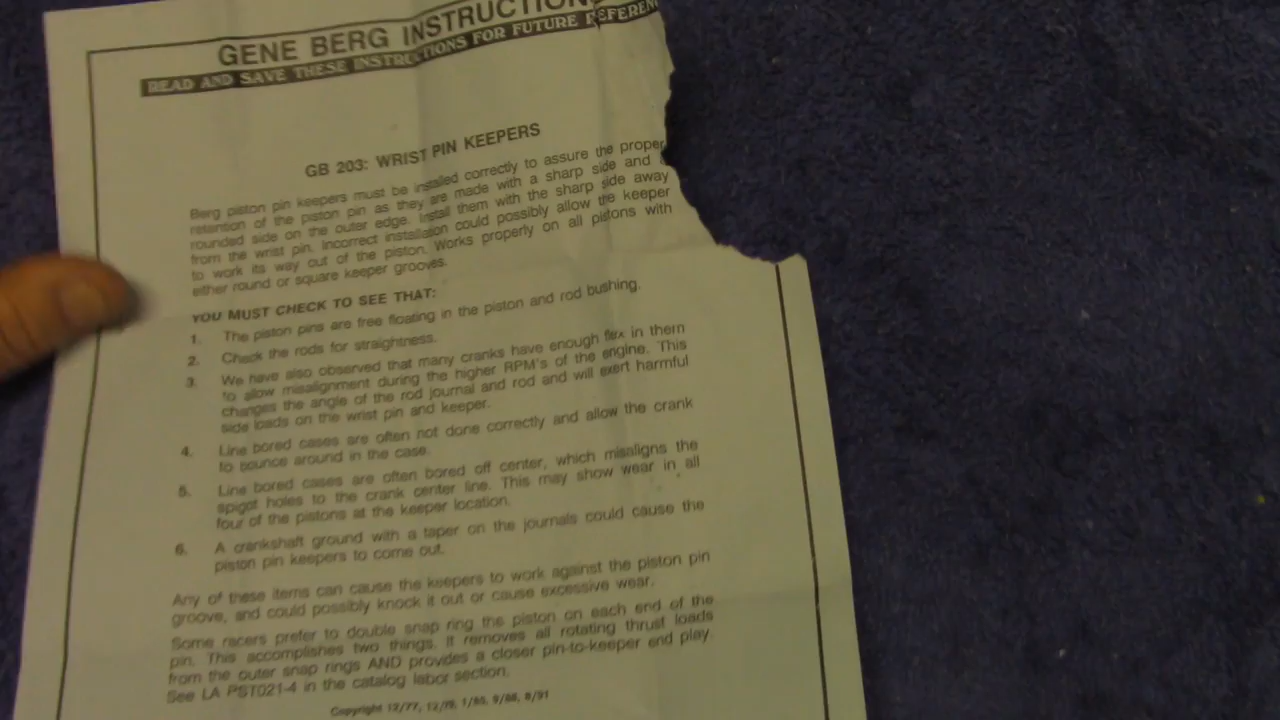 GENE BERG INSTRUCTION
READ AND SAVE THESE INSTRUCTIONS FOR FUTURE REFEREN
GB 203: WRIST PIN KEEPERS
Berg piston pin keepers must be installed correctly to assure the proper
retention of the piston pin as they are made with a sharp side and
rounded side on the outer edge. Install them with the sharp side away
from the wrist pin. Incorrect installation could possibly allow the keeper
to work its way out of the piston. Works properly on all pistons with
either round or square keeper grooves.
YOU MUST CHECK TO SEE THAT:
1. The piston pins are free floating in the piston and rod bushing.
2. Check the rods for straightness.
3. We have also observed that many cranks have enough flex in them
to allow misalignment during the higher RPM's of the engine. This
changes the angle of the rod journal and rod and will exert harmful
side loads on the wrist pin and keeper.
4. Line bored cases are often not done correctly and allow the crank
to bounce around in the case.
5. Line bored cases are often bored off center, which misaligns the
spigot holes to the crank center line. This may show wear in all
four of the pistons at the keeper location.
6. A crankshaft ground with a taper on the journals could cause the
piston pin keepers to come out.
Any of these items can cause the keepers to work against the piston pin
groove, and could possibly knock it out or cause excessive wear.
Some racers prefer to double snap ring the piston on each end of the
pin. This accomplishes two things. It removes all rotating thrust loads
from the outer snap rings AND provides a closer pin-to-keeper end play.
See LA PST021-4 in the catalog labor section.
Copyright 12/77, 12/78, 1/85, 9/88, 8/91